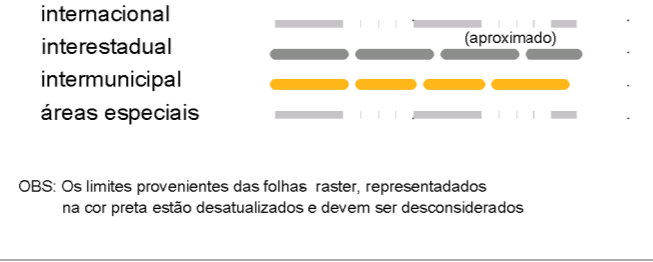 internacional
interestadual (aproximado)
intermunicipal
áreas especiais
OBS: Os limites provenientes das folhas raster, representadados
na cor preta estão desatualizados e devem ser desconsiderados